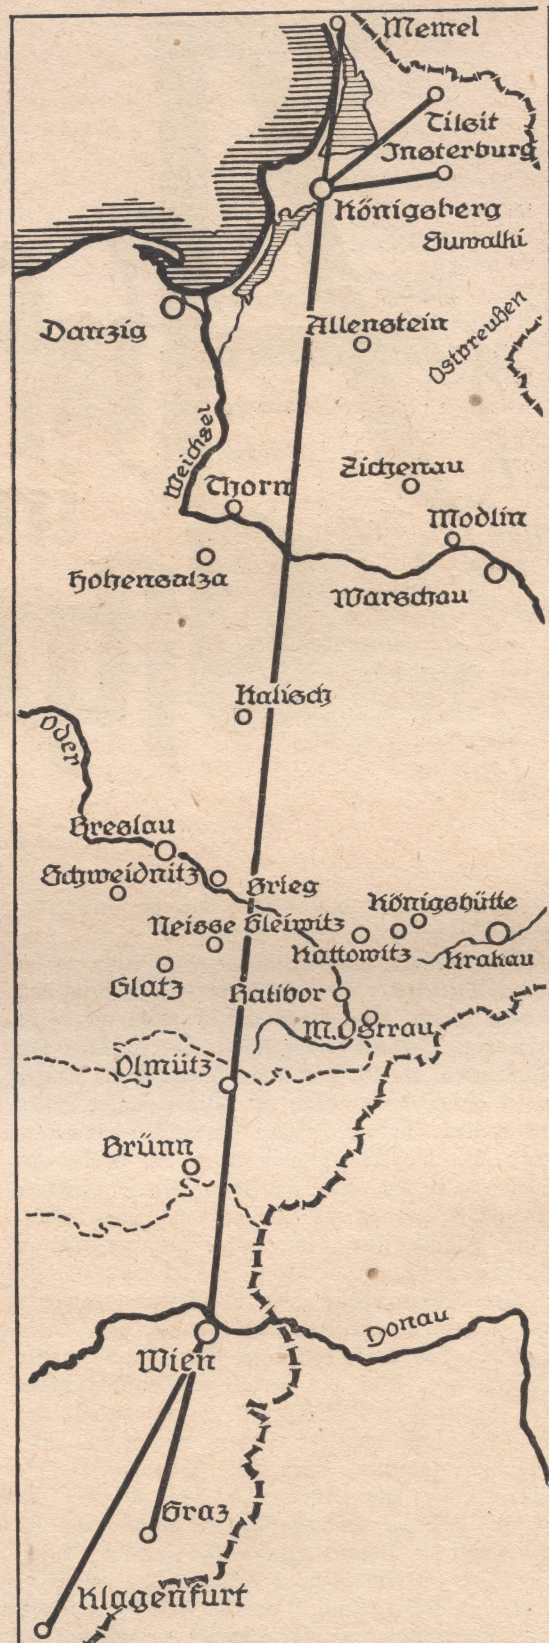 Memel
Tilsit
Insterburg
Königsberg
Suwalki
Danzig
Allenstein
Ostpreußen
Weichsel
Zichenau
Thorn
Modlin
Hohensalza
Warschau
Kalisch
Oder
Breslau
Schweidnitz
Brieg
Königshütte
Neisse
Gleiwitz
Kattowitz
Krakau
Glatz
Ratibor
M.Ostrau
Olmütz
Brünn
Donau
Wien
Graz
Klagenfurt